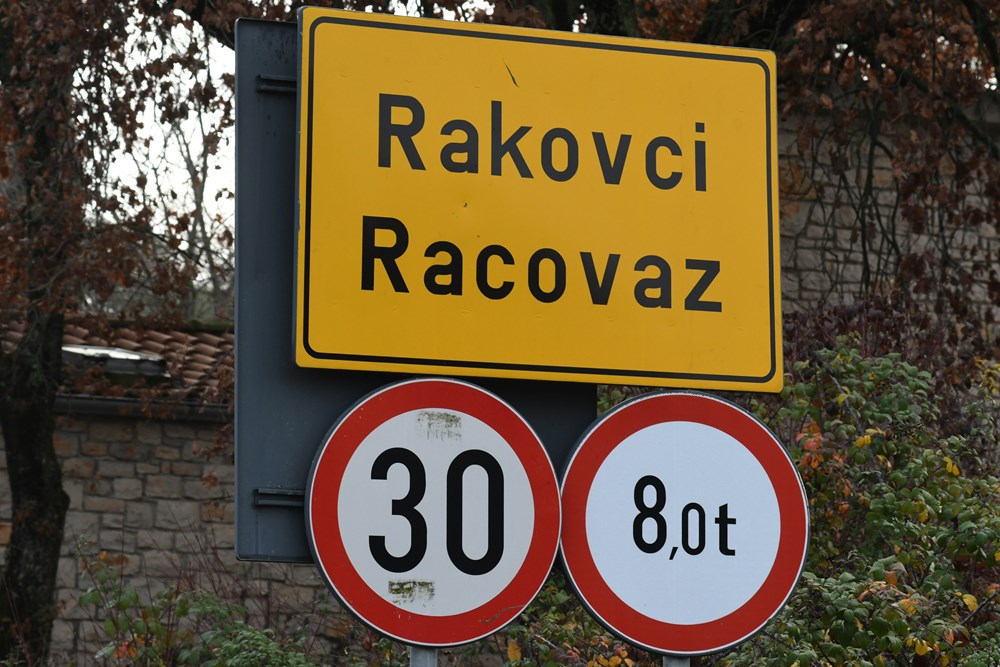 Rakovci
Racovaz
30
8,0t